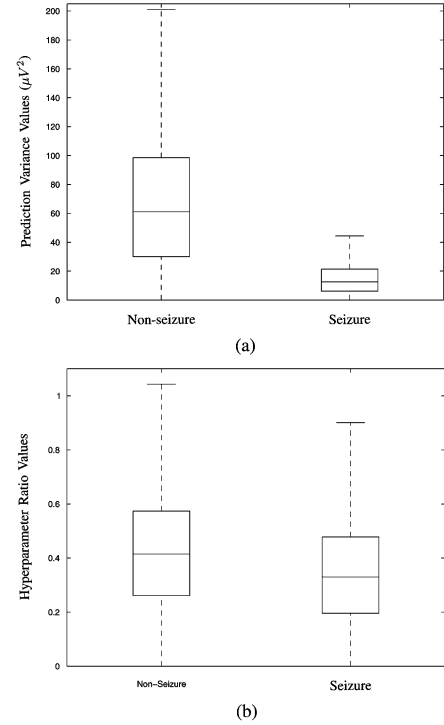 200
180
160
140
120
100
80
60
40
20
0
Prediction Variance Values (μV²)
Non-seizure Seizure
(a)
1
0.8
0.6
0.4
0.2
0
Hyperparameter Ratio Values
Non-Seizure Seizure
(b)